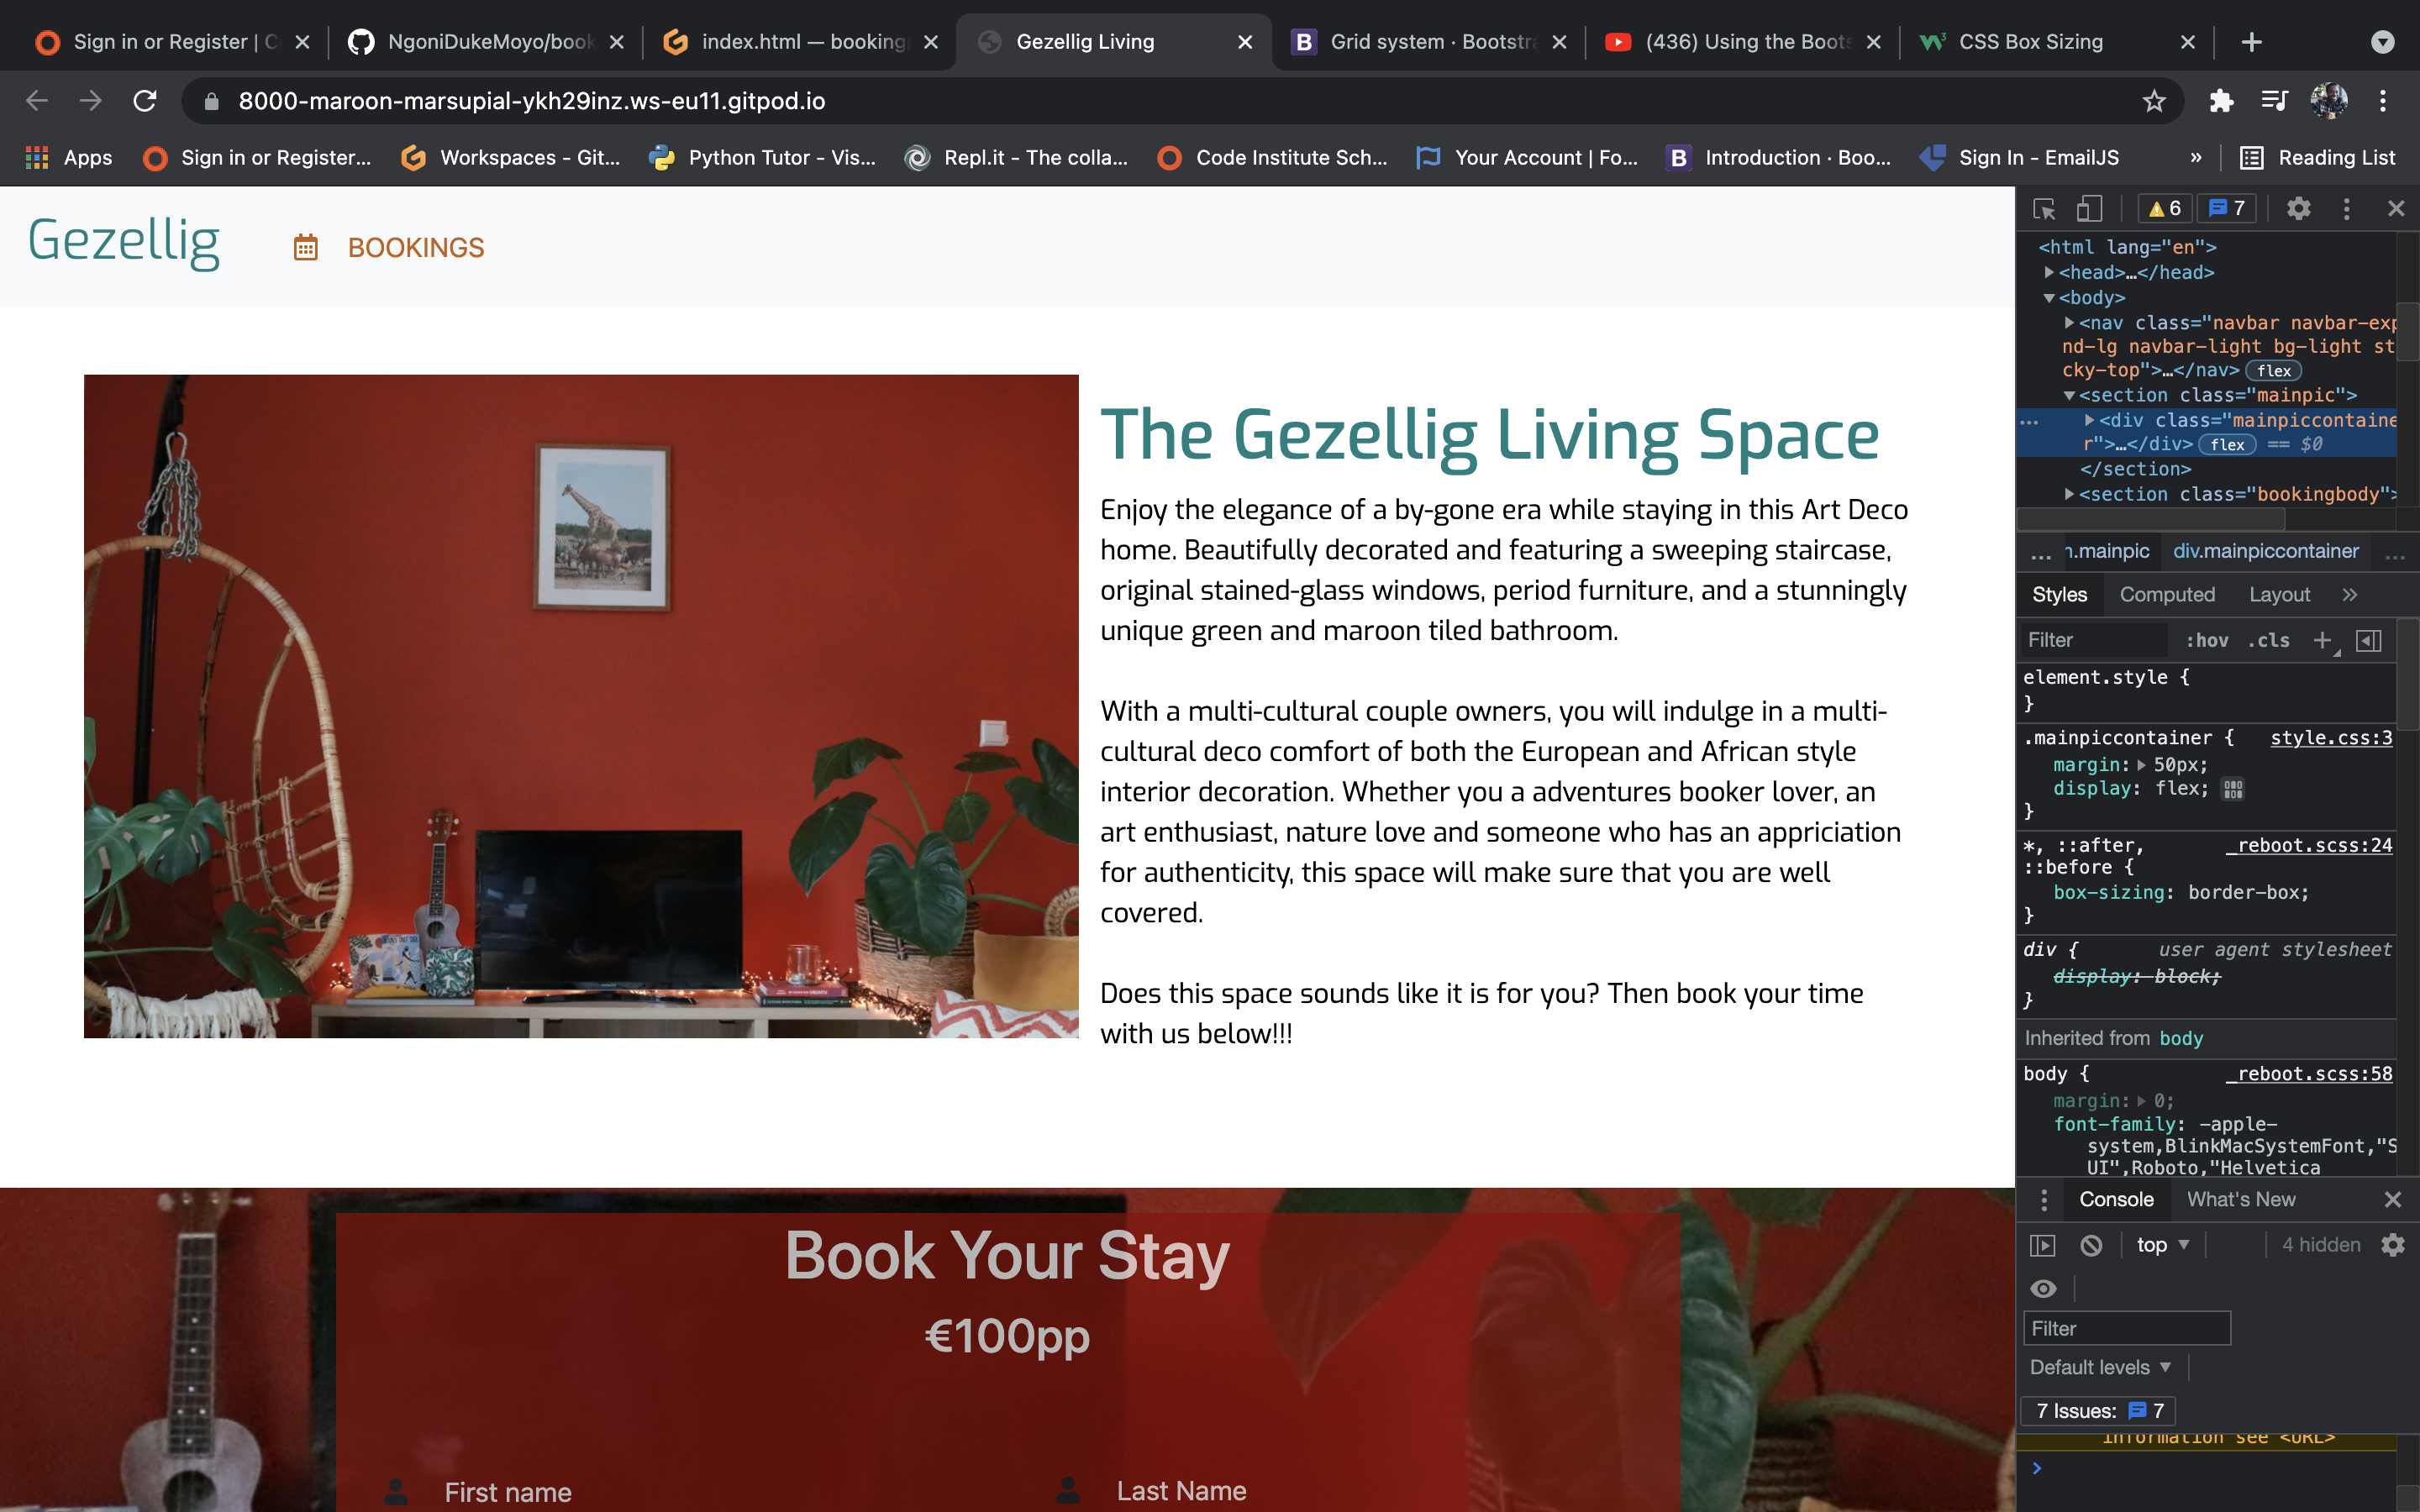 Sign in or Register | C
NgoniDukeMoyo/book
index.html — booking
Gezellig Living
Grid system · Bootstra
(436) Using the Boots
CSS Box Sizing
8000-maroon-marsupial-ykh29inz.ws-eu11.gitpod.io
Apps
Sign in or Register...
Workspaces - Git...
Python Tutor - Vis...
Repl.it - The colla...
Code Institute Sch...
Your Account | Fo...
Introduction · Boo...
Sign In - EmailJS
»
Reading List
Gezellig
BOOKINGS
The Gezellig Living Space
Enjoy the elegance of a by-gone era while staying in this Art Deco
home. Beautifully decorated and featuring a sweeping staircase,
original stained-glass windows, period furniture, and a stunningly
unique green and maroon tiled bathroom.
With a multi-cultural couple owners, you will indulge in a multi-
cultural deco comfort of both the European and African style
interior decoration. Whether you a adventures booker lover, an
art enthusiast, nature love and someone who has an appriciation
for authenticity, this space will make sure that you are well
covered.
Does this space sounds like it is for you? Then book your time
with us below!!!
Book Your Stay
€100pp
First name
Last Name
6
7
<html lang="en">
<head>…</head>
<body>
<nav class="navbar navbar-exp
nd-lg navbar-light bg-light st
cky-top">…</nav> flex
<section class="mainpic">
<div class="mainpiccontaine
r">…</div> flex == $0
</section>
<section class="bookingbody">
... n.mainpic div.mainpiccontainer ...
Styles Computed Layout »
Filter :hov .cls +
element.style {
}
.mainpiccontainer { style.css:3
margin: 50px;
display: flex;
}
*, ::after, _reboot.scss:24
::before {
box-sizing: border-box;
}
div { user agent stylesheet
display: block;
}
Inherited from body
body { _reboot.scss:58
margin: 0;
font-family: -apple-
system,BlinkMacSystemFont,"S
UI",Roboto,"Helvetica
Console What's New
top 4 hidden
Filter
Default levels
7 Issues: 7
information see <URL>